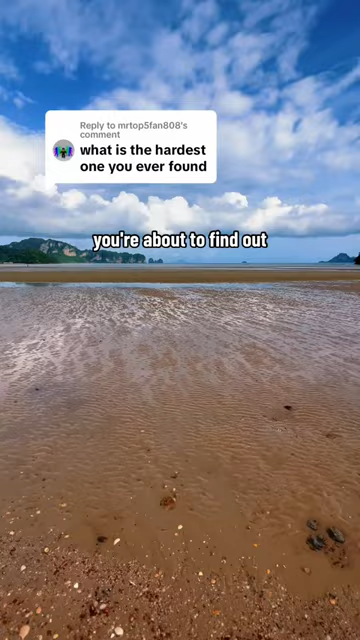 Reply to mrtop5fan808's
comment
what is the hardest
one you ever found
you're about to find out